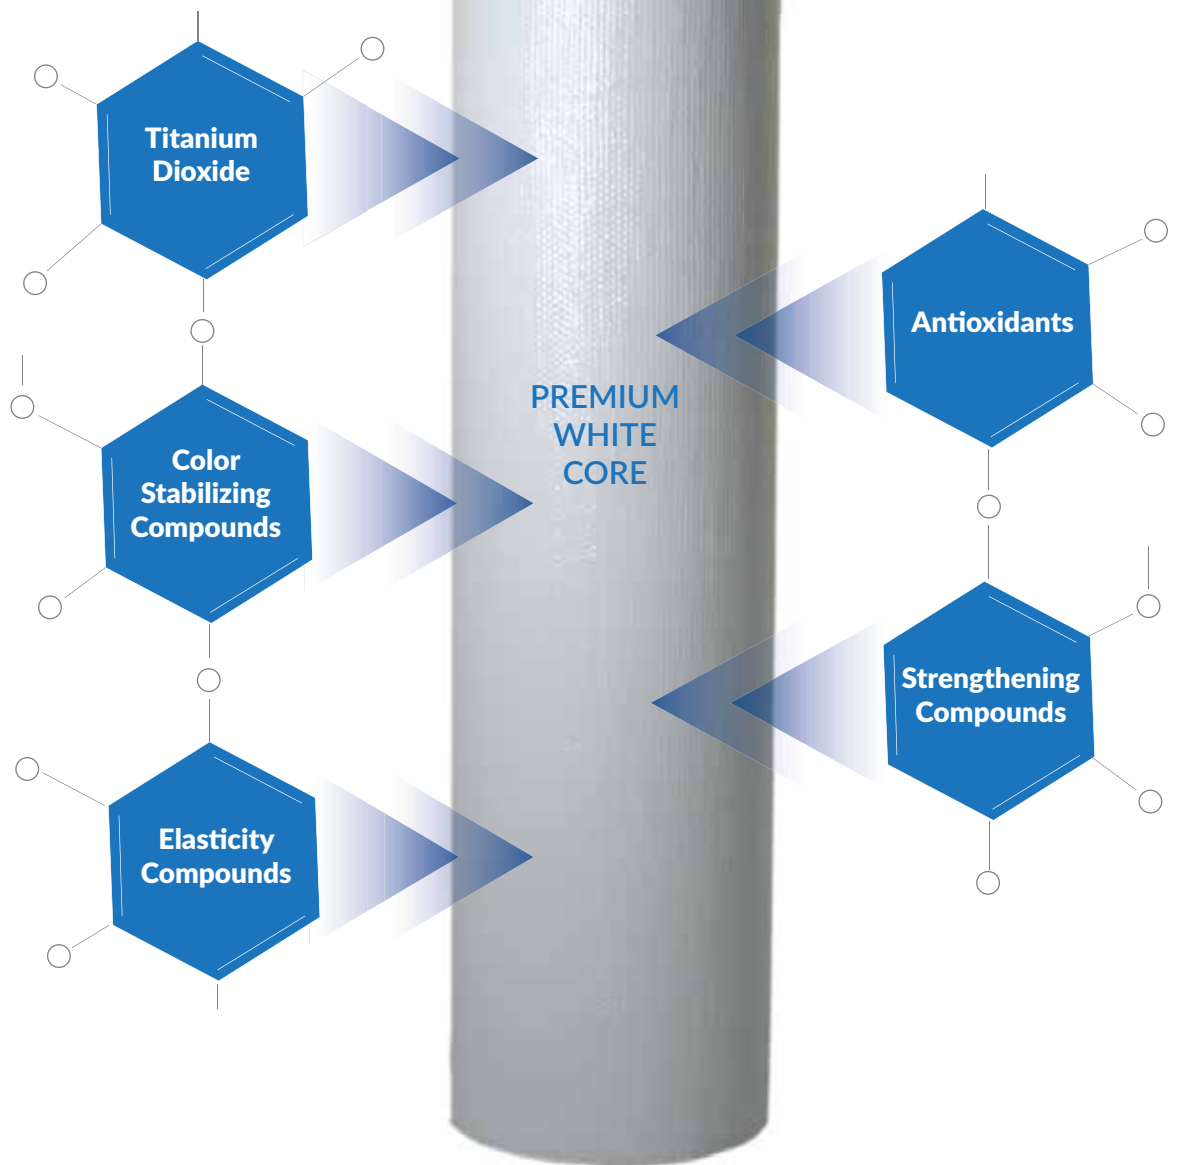 Titanium
Dioxide
Antioxidants
PREMIUM
WHITE
CORE
Color
Stabilizing
Compounds
Strengthening
Compounds
Elasticity
Compounds